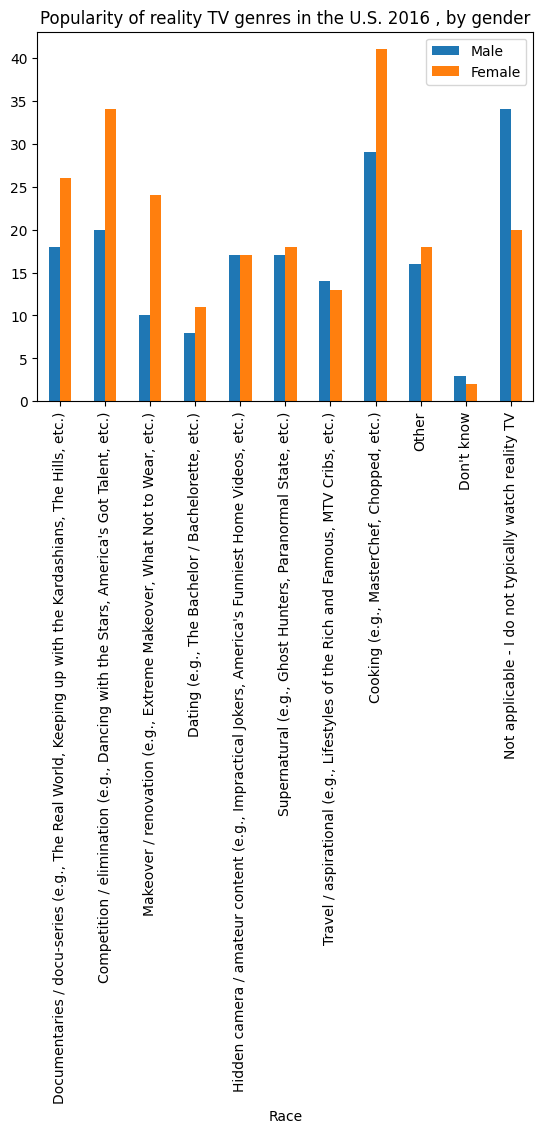 Popularity of reality TV genres in the U.S. 2016 , by gender
Male
Female
40
35
30
25
20
15
10
5
0
Documentaries / docu-series (e.g., The Real World, Keeping up with the Kardashians, The Hills, etc.)
Competition / elimination (e.g., Dancing with the Stars, America's Got Talent, etc.)
Makeover / renovation (e.g., Extreme Makeover, What Not to Wear, etc.)
Dating (e.g., The Bachelor / Bachelorette, etc.)
Hidden camera / amateur content (e.g., Impractical Jokers, America's Funniest Home Videos, etc.)
Supernatural (e.g., Ghost Hunters, Paranormal State, etc.)
Travel / aspirational (e.g., Lifestyles of the Rich and Famous, MTV Cribs, etc.)
Cooking (e.g., MasterChef, Chopped, etc.)
Other
Don't know
Not applicable - I do not typically watch reality TV
Race